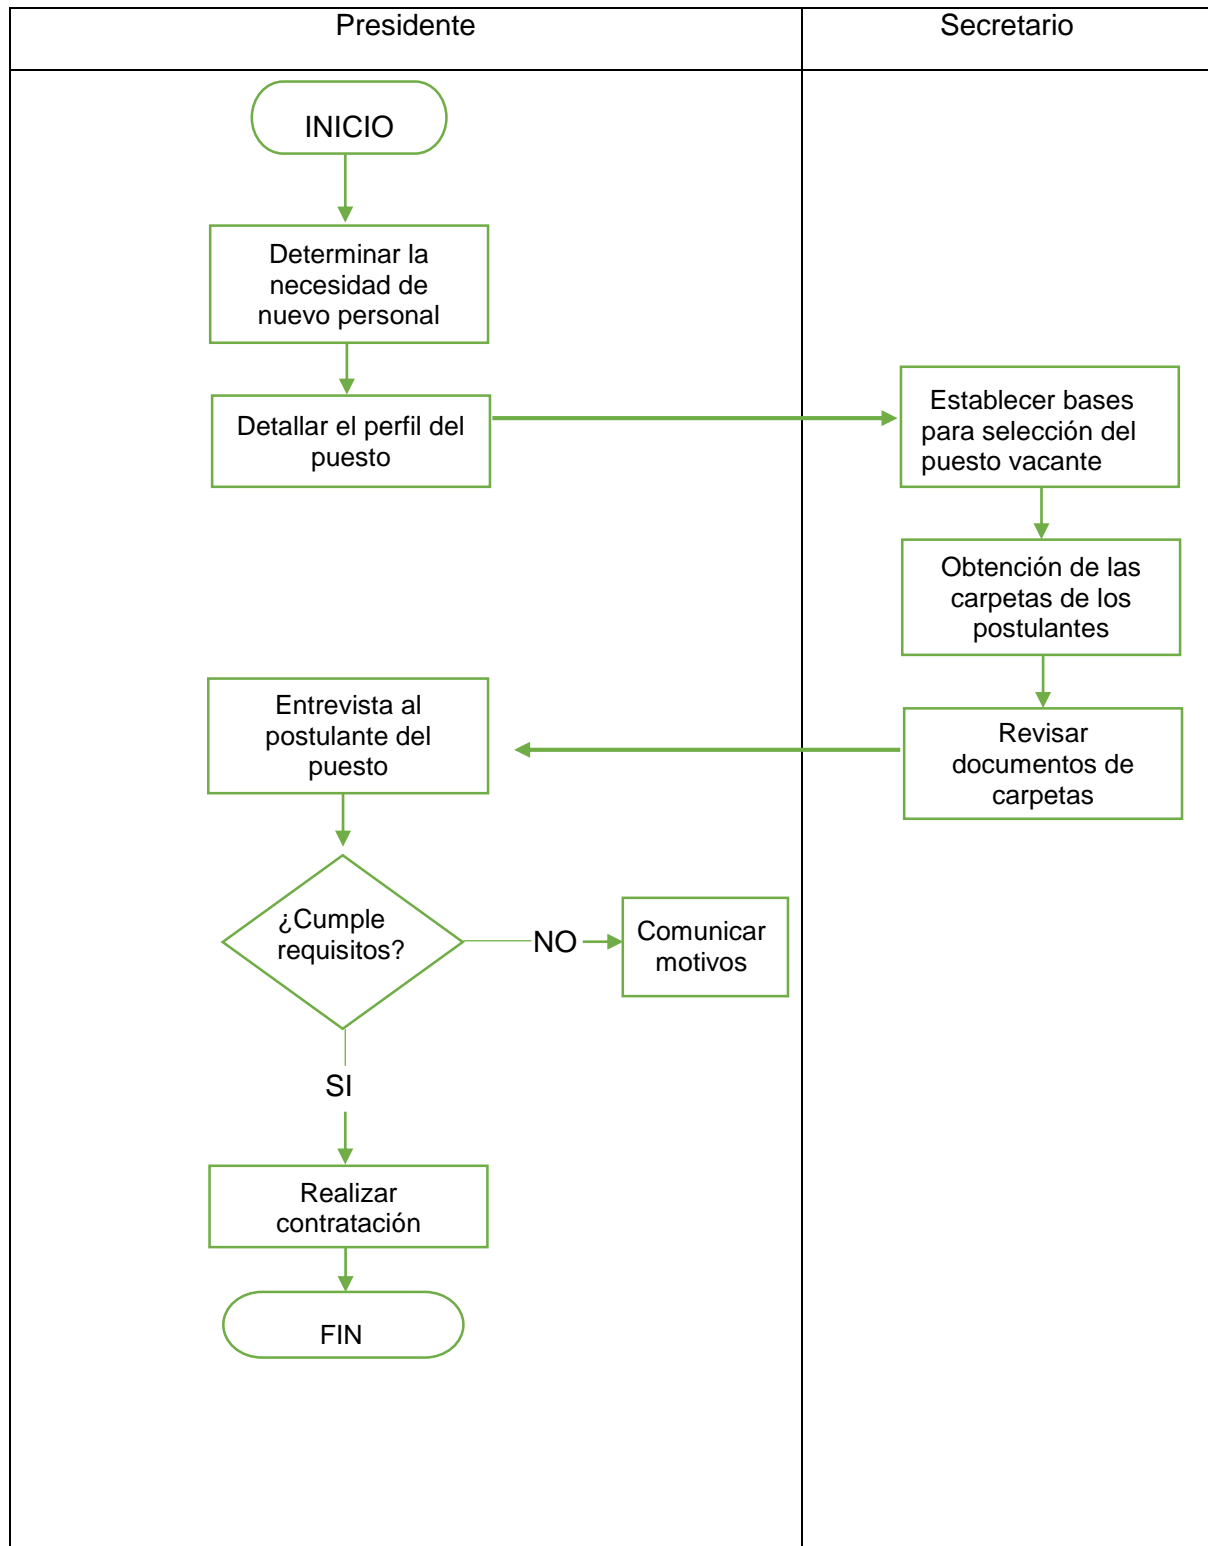 Presidente
Secretario
INICIO
Determinar la
necesidad de
nuevo personal
Detallar el perfil del
puesto
Establecer bases
para selección del
puesto vacante
Obtención de las
carpetas de los
postulantes
Revisar
documentos de
carpetas
Entrevista al
postulante del
puesto
¿Cumple
requisitos?
NO
Comunicar
motivos
SI
Realizar
contratación
FIN